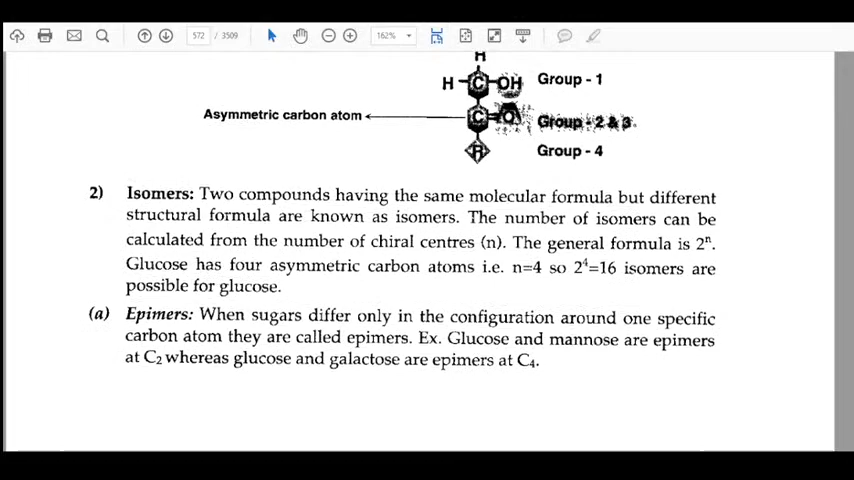 572 / 3509
162%
H
H C OH Group - 1
Asymmetric carbon atom C O Group - 2 & 3
R Group - 4
2) Isomers: Two compounds having the same molecular formula but different
structural formula are known as isomers. The number of isomers can be
calculated from the number of chiral centres (n). The general formula is 2ⁿ.
Glucose has four asymmetric carbon atoms i.e. n=4 so 2⁴=16 isomers are
possible for glucose.
(a) Epimers: When sugars differ only in the configuration around one specific
carbon atom they are called epimers. Ex. Glucose and mannose are epimers
at C₂ whereas glucose and galactose are epimers at C₄.